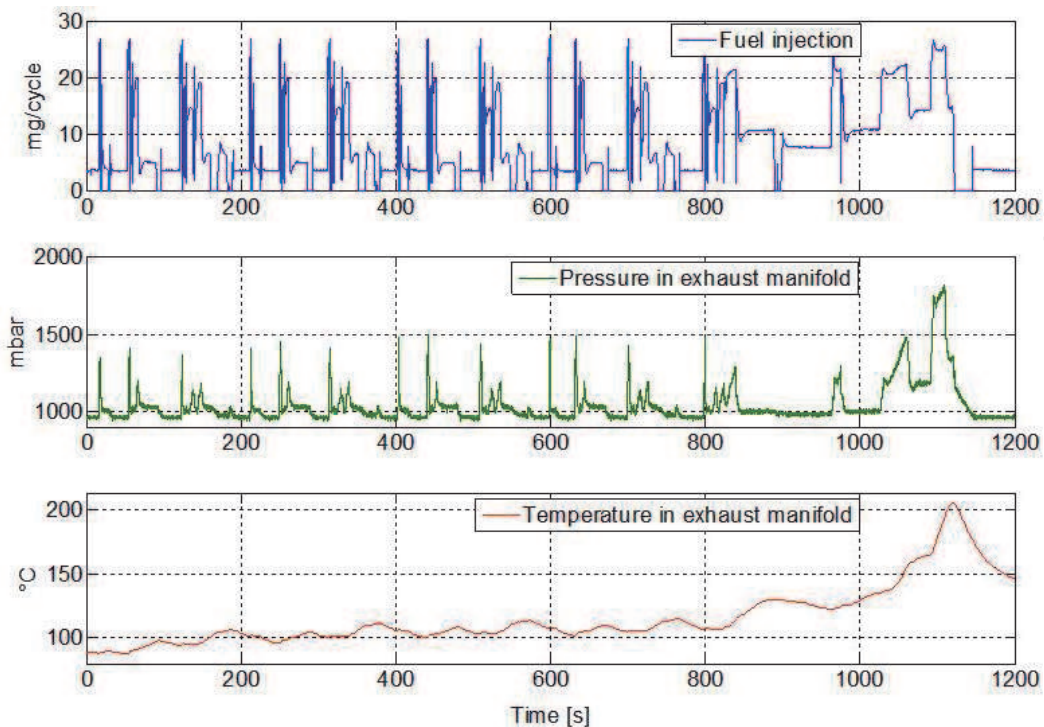 30
20
10
0
mg/cycle
Fuel injection
0 200 400 600 800 1000 1200
2000
1500
1000
mbar
Pressure in exhaust manifold
0 200 400 600 800 1000 1200
200
150
100
°C
Temperature in exhaust manifold
0 200 400 600 800 1000 1200
Time [s]